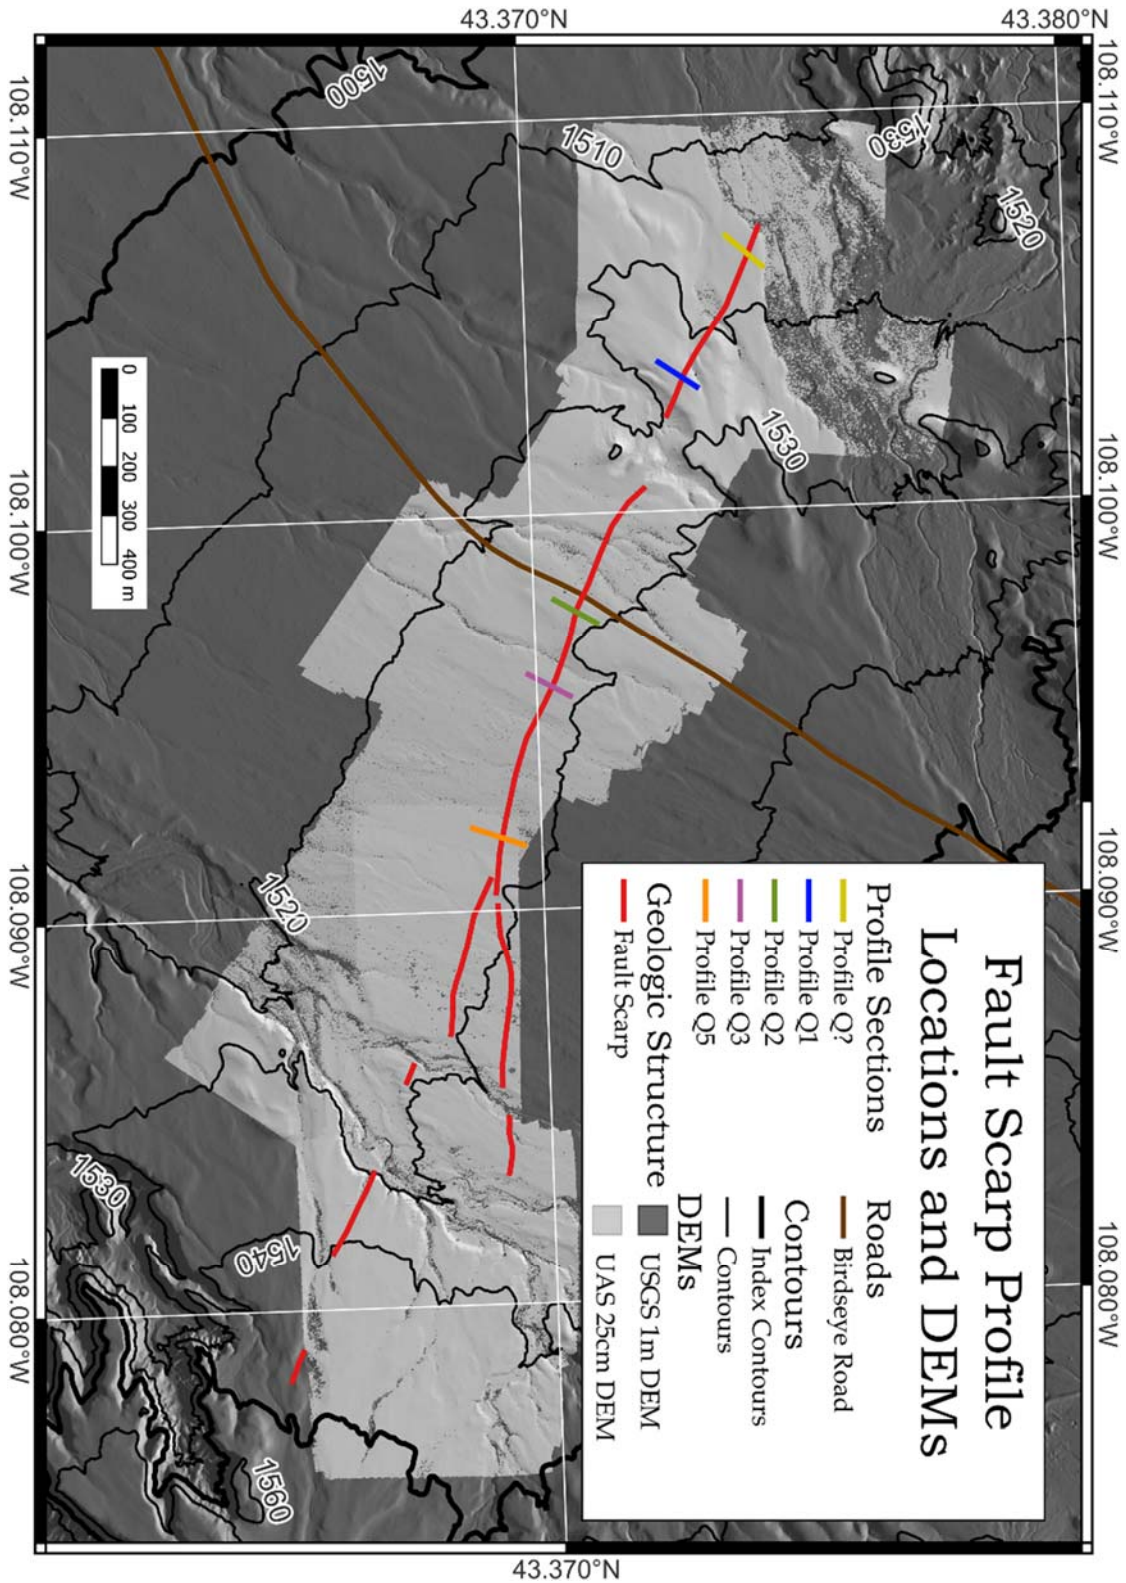 Fault Scarp Profile
Locations and DEMs
Profile Sections
Profile Q?
Profile Q1
Profile Q2
Profile Q3
Profile Q5
Geologic Structure
Fault Scarp
Roads
Birdseye Road
Contours
Index Contours
Contours
DEMs
USGS 1m DEM
UAS 25cm DEM
43.370°N
43.380°N
108.110°W
108.100°W
108.090°W
108.080°W
108.110°W
108.100°W
108.090°W
108.080°W
43.370°N
1500
1510
1530
1520
1530
1520
1530
1540
1560
0 100 200 300 400 m